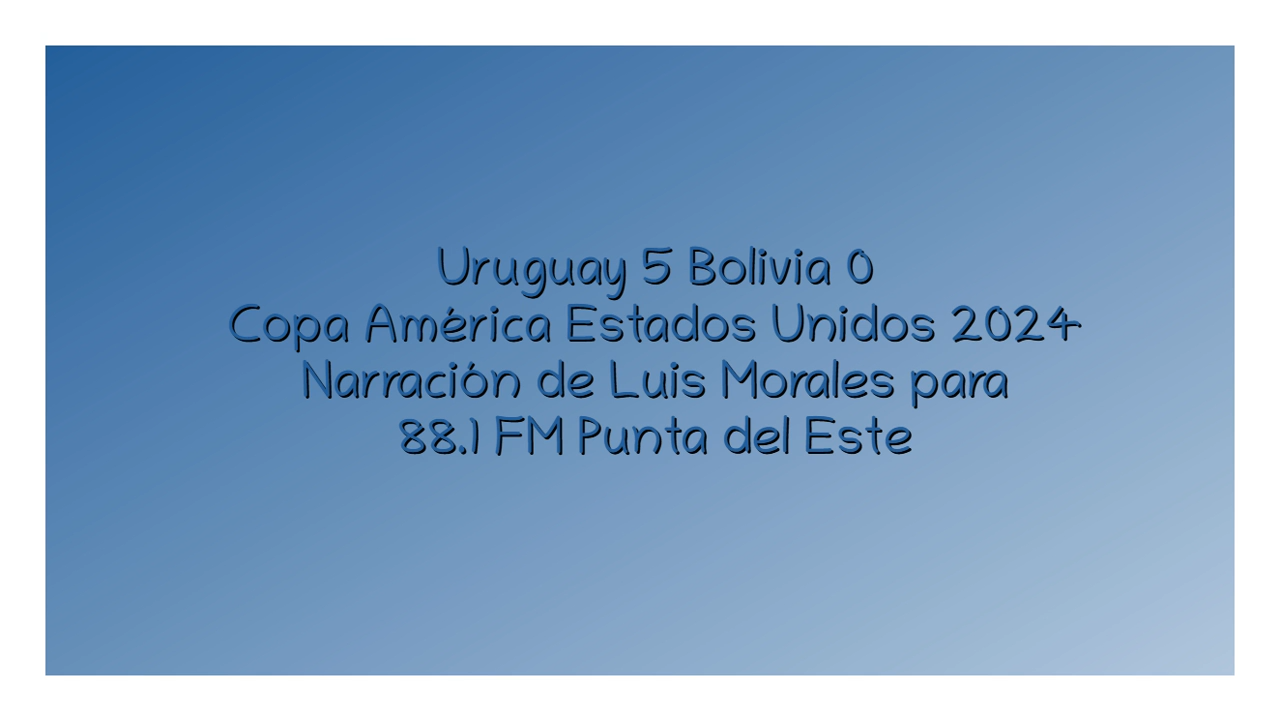 Uruguay 5 Bolivia 0
Copa América Estados Unidos 2024
Narración de Luis Morales para
88.1 FM Punta del Este